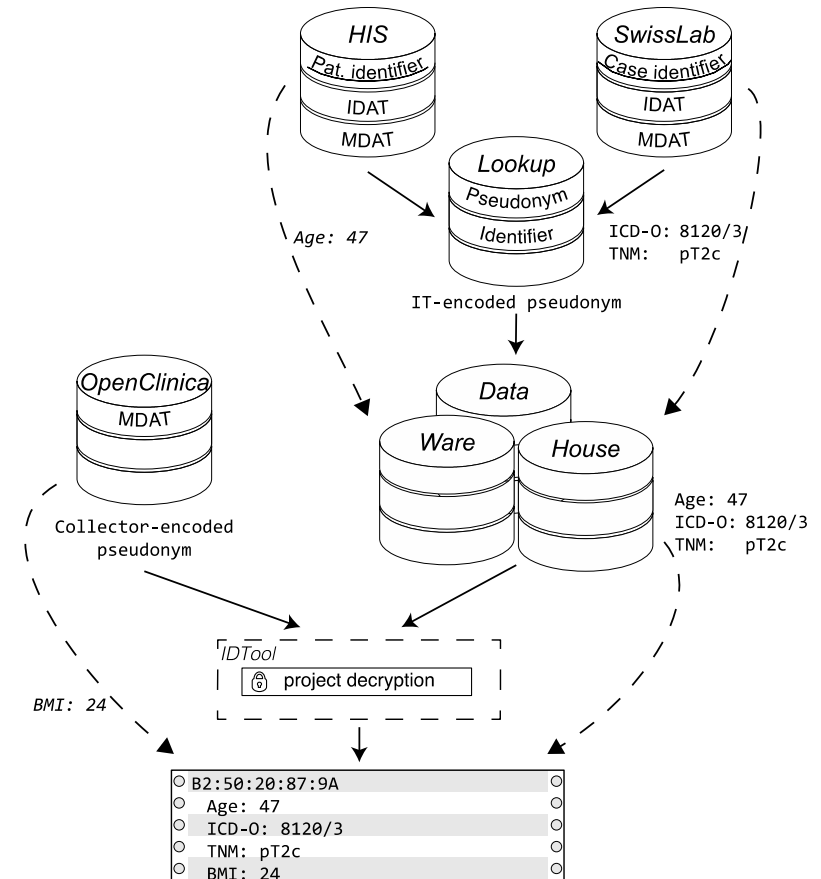 HIS
Pat. identifier
IDAT
MDAT
SwissLab
Case identifier
IDAT
MDAT
Lookup
Pseudonym
Identifier
Age: 47
ICD-O: 8120/3
TNM: pT2c
IT-encoded pseudonym
OpenClinica
MDAT
Collector-encoded
pseudonym
Data
Ware
House
Age: 47
ICD-O: 8120/3
TNM: pT2c
IDTool
project decryption
BMI: 24
B2:50:20:87:9A
Age: 47
ICD-O: 8120/3
TNM: pT2c
BMI: 24